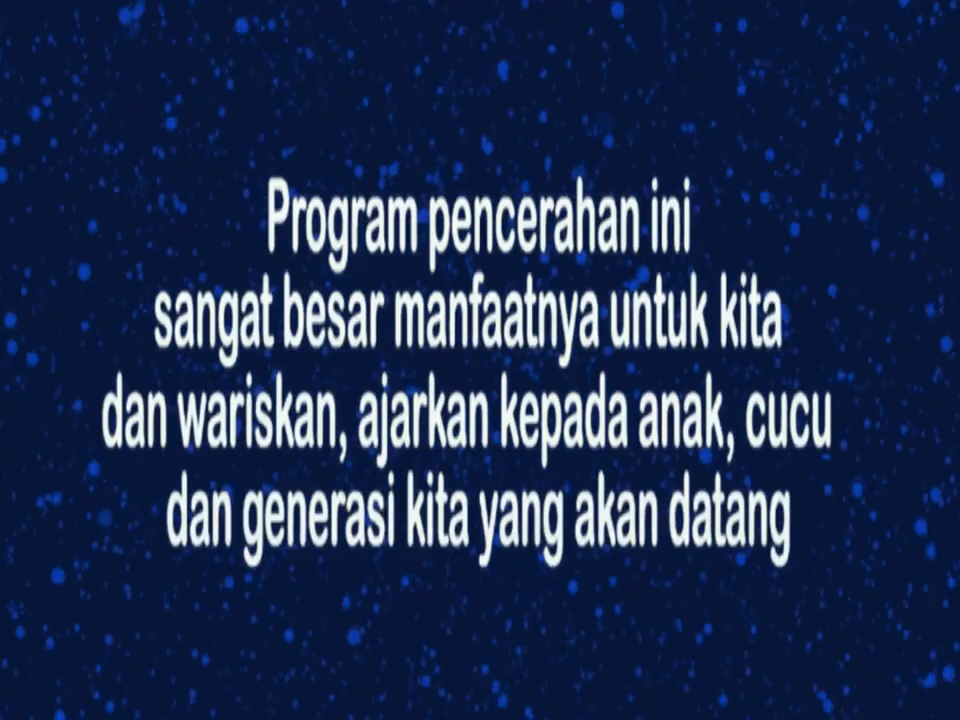 Program pencerahan ini
sangat besar manfaatnya untuk kita
dan wariskan, ajarkan kepada anak, cucu
dan generasi kita yang akan datang